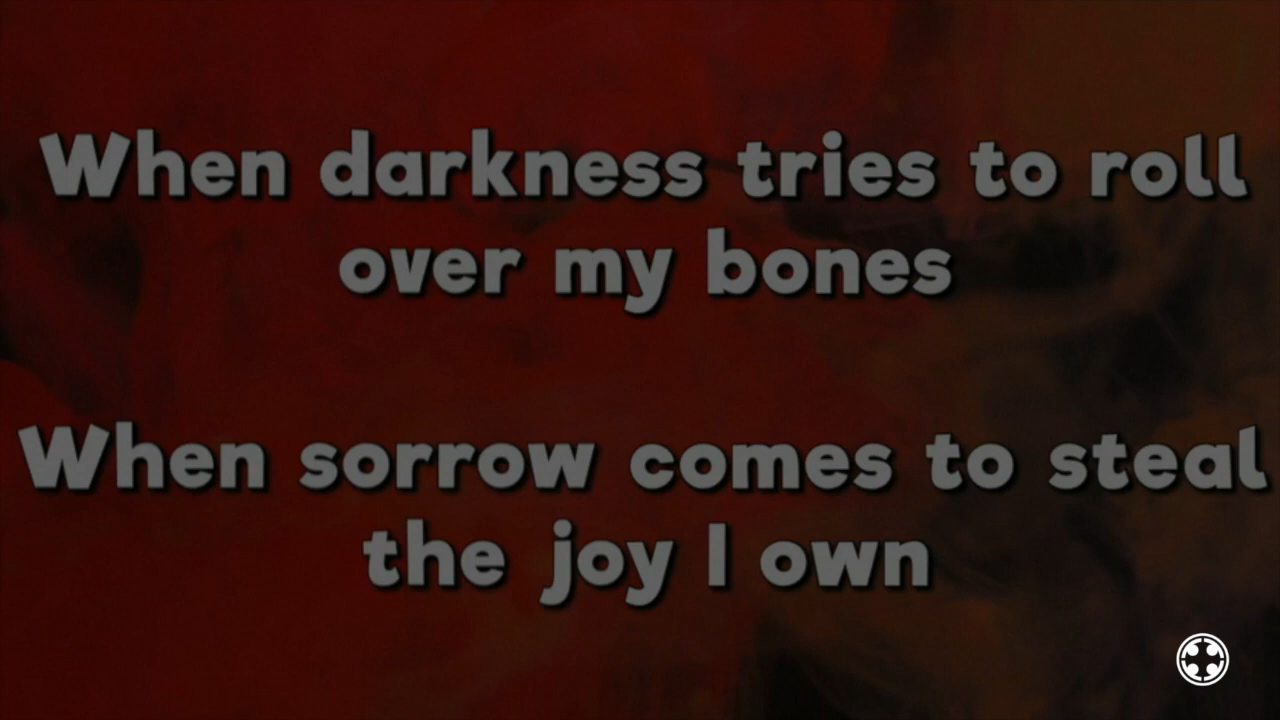 When darkness tries to roll
over my bones
When sorrow comes to steal
the joy I own